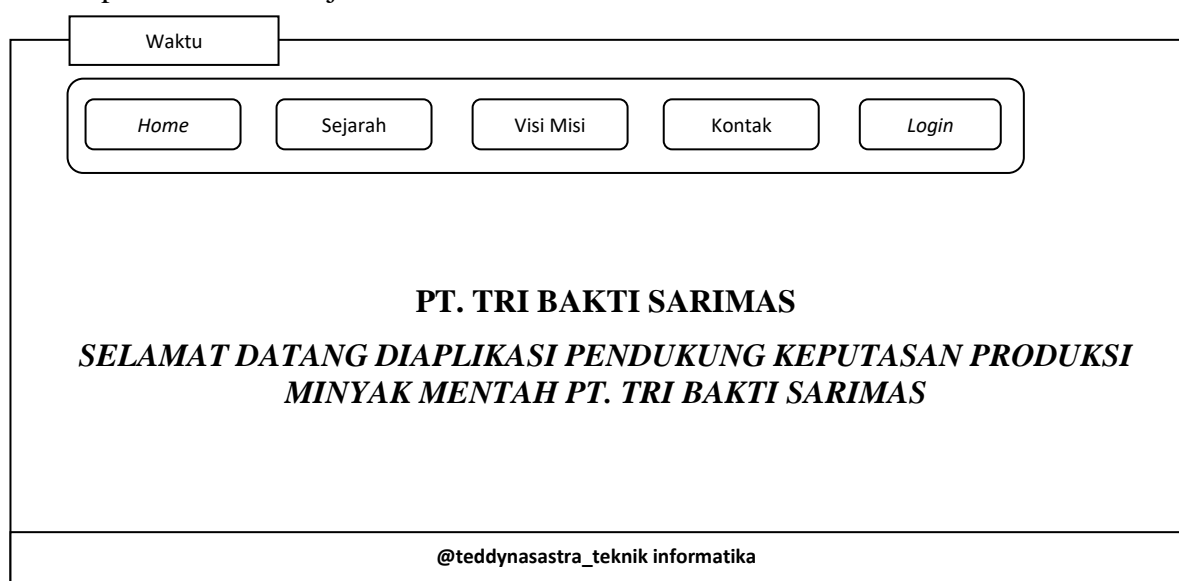 Waktu
Home Sejarah Visi Misi Kontak Login
PT. TRI BAKTI SARIMAS
SELAMAT DATANG DIAPLIKASI PENDUKUNG KEPUTASAN PRODUKSI
MINYAK MENTAH PT. TRI BAKTI SARIMAS
@teddynasastra_teknik informatika